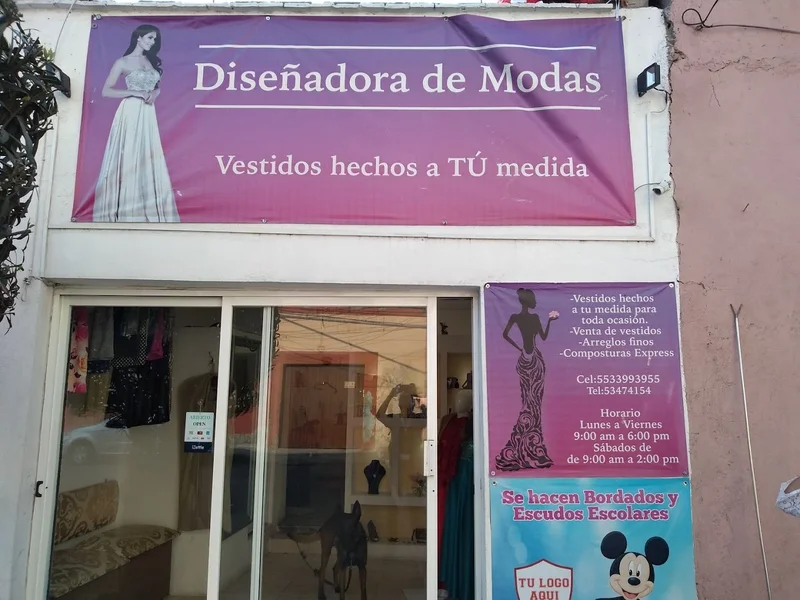 Diseñadora de Modas
Vestidos hechos a TÚ medida
-Vestidos hechos
a tu medida para
toda ocasión.
-Venta de vestidos
-Arreglos finos
-Composturas Express
Cel:5533993955
Tel:53474154
Horario
Lunes a Viernes
9:00 am a 6:00 pm
Sábados de
de 9:00 am a 2:00 pm
ABIERTO
OPEN
Se hacen Bordados y
Escudos Escolares
TU LOGO
AQUI